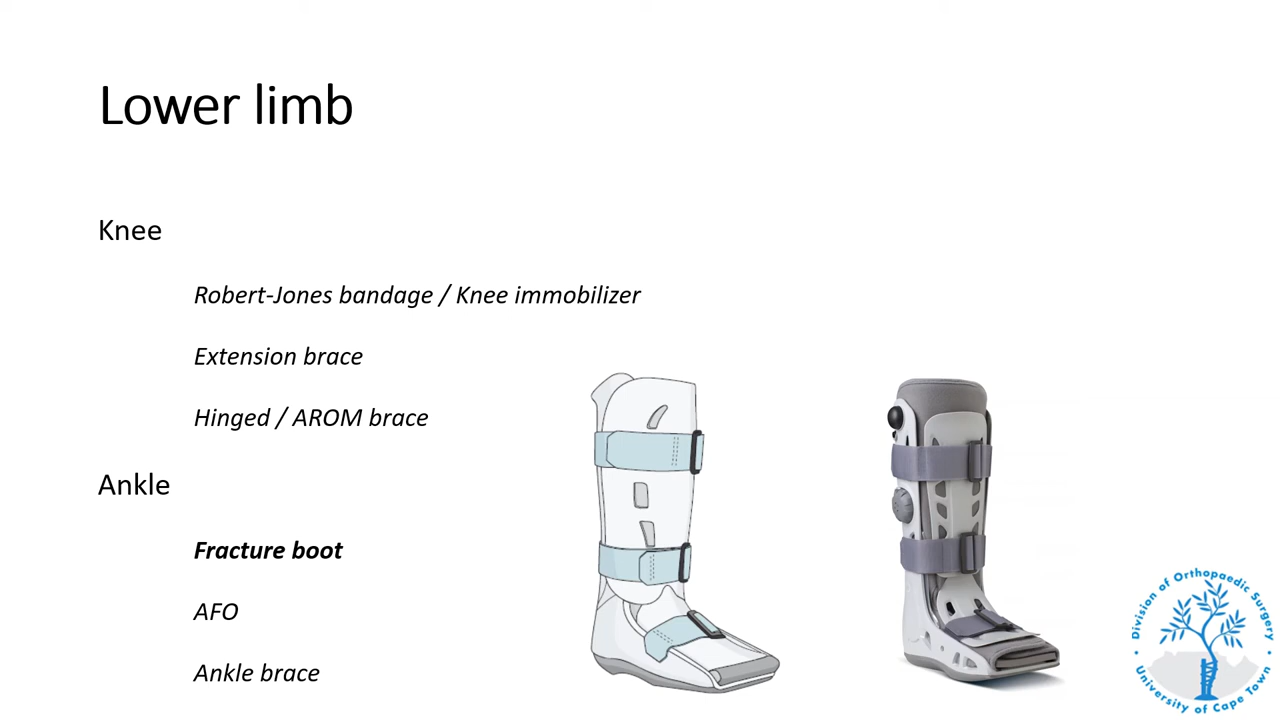 Lower limb
Knee
Robert-Jones bandage / Knee immobilizer
Extension brace
Hinged / AROM brace
Ankle
Fracture boot
AFO
Ankle brace
Division of Orthopaedic Surgery
University of Cape Town